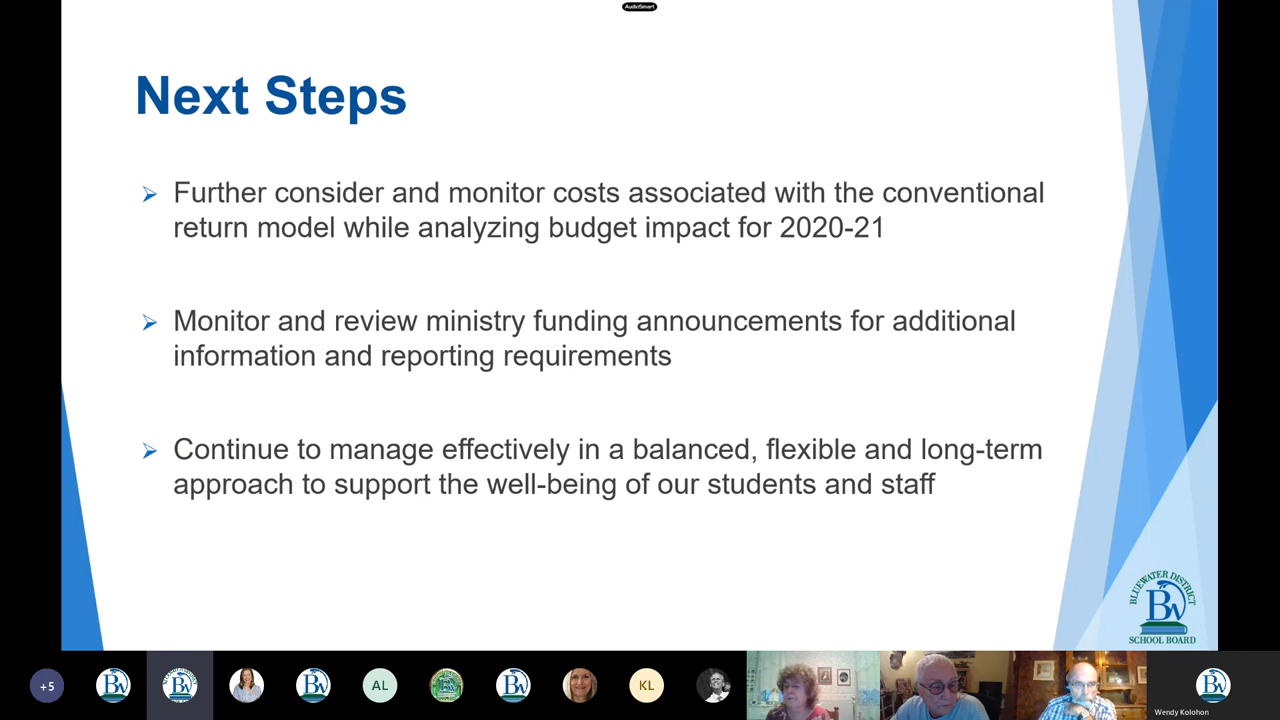 AudioSmart
Next Steps
Further consider and monitor costs associated with the conventional
return model while analyzing budget impact for 2020-21
Monitor and review ministry funding announcements for additional
information and reporting requirements
Continue to manage effectively in a balanced, flexible and long-term
approach to support the well-being of our students and staff
BLUEWATER DISTRICT
BW
SCHOOL BOARD
+5
AL
KL
Wendy Kolohon